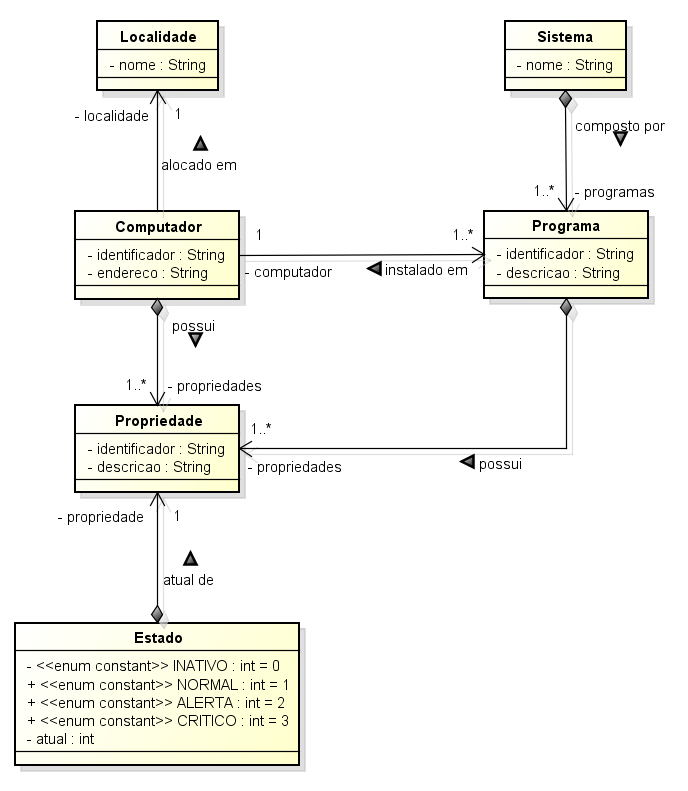 Localidade
- nome : String
Sistema
- nome : String
- localidade
1
alocado em
composto por
1..*
- programas
Computador
- identificador : String
- endereco : String
1
1..*
- computador
instalado em
Programa
- identificador : String
- descricao : String
possui
1..*
- propriedades
Propriedade
- identificador : String
- descricao : String
1..*
- propriedades
possui
- propriedade
1
atual de
Estado
- <<enum constant>> INATIVO : int = 0
+ <<enum constant>> NORMAL : int = 1
+ <<enum constant>> ALERTA : int = 2
+ <<enum constant>> CRITICO : int = 3
- atual : int